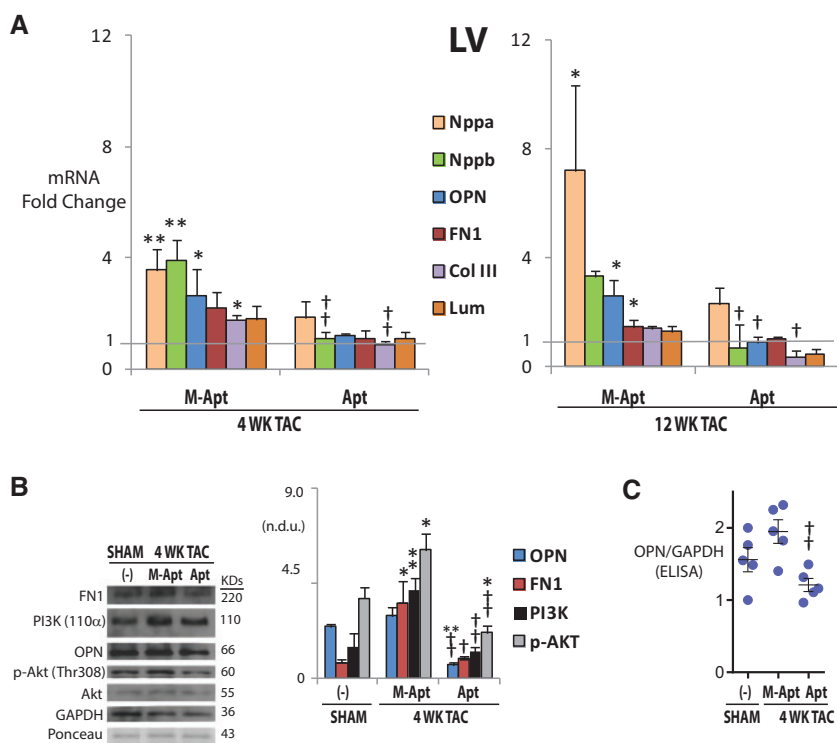 A
LV
12
8
4
1
0
mRNA
Fold Change
** ** * *
† † † †
M-Apt Apt
4 WK TAC
Nppa
Nppb
OPN
FN1
Col III
Lum
12
8
4
1
0
* * *
† † †
M-Apt Apt
12 WK TAC
B
SHAM 4 WK TAC
(-) M-Apt Apt KDs
FN1 220
PI3K (110α) 110
OPN 66
p-Akt (Thr308) 60
Akt 55
GAPDH 36
Ponceau 43
9.0
(n.d.u.)
4.5
0
* ** *
** † † † † † * † †
OPN
FN1
PI3K
p-AKT
(-) M-Apt Apt
SHAM 4 WK TAC
C
OPN/GAPDH
(ELISA)
2
1
0
† †
(-) M-Apt Apt
SHAM 4 WK TAC